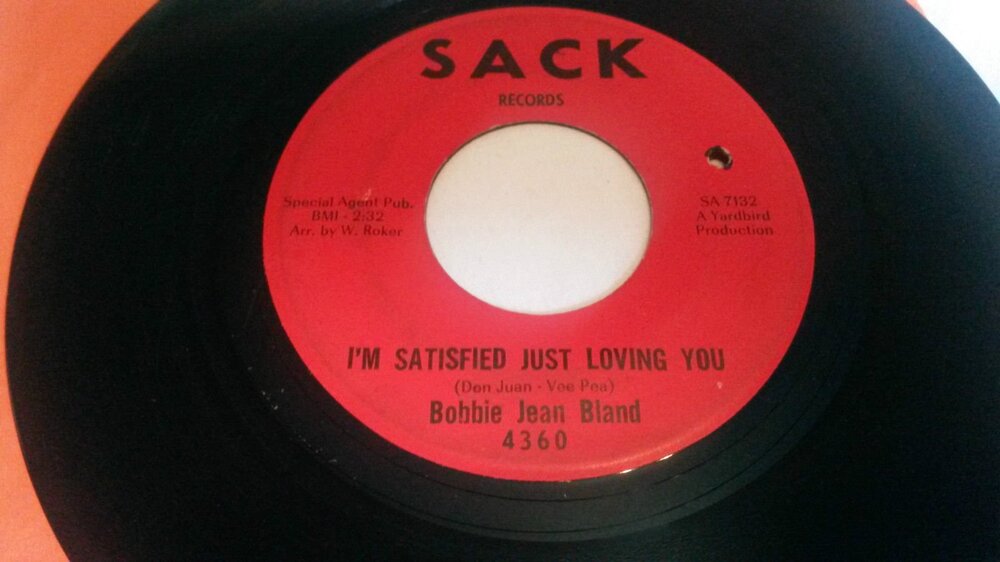 SACK
RECORDS
Special Agent Pub.
BMI - 2:32
Arr. by W. Roker
SA 7132
A Yardbird
Production
I'M SATISFIED JUST LOVING YOU
(Don Juan - Vee Pea)
Bobbie Jean Bland
4360